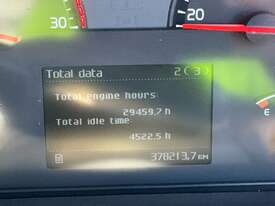 30
20
Total data 2(3)
Total engine hours
29459,7 h
Total idle time
4522,5 h
378213,7 KM
E